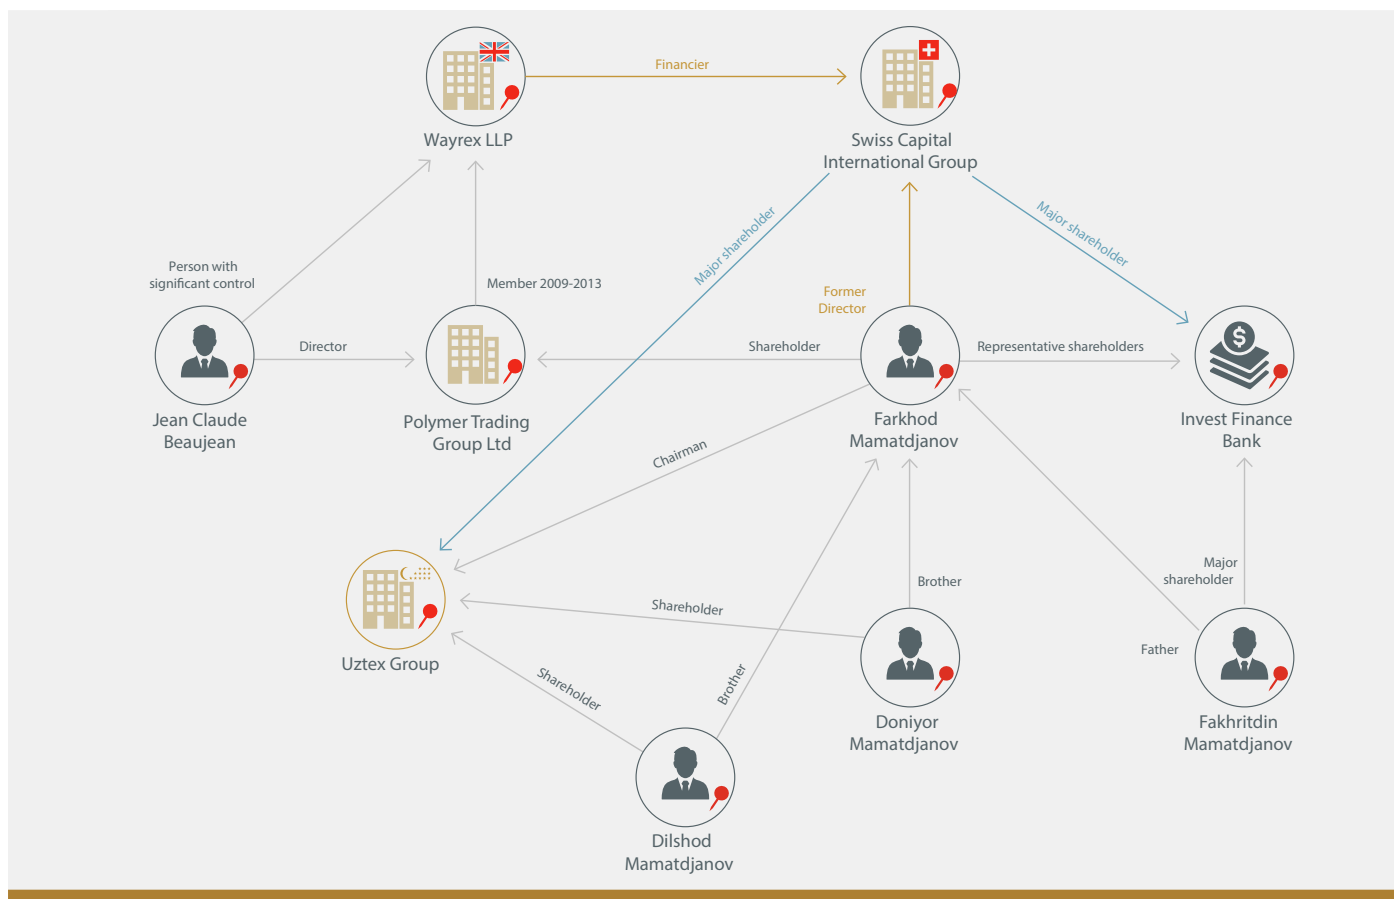 Financier
Wayrex LLP
Swiss Capital
International Group
Major shareholder
Major shareholder
Person with
significant control
Member 2009-2013
Former
Director
Director
Shareholder
Representative shareholders
Jean Claude
Beaujean
Polymer Trading
Group Ltd
Farkhod
Mamatdjanov
Invest Finance
Bank
Chairman
Brother
Major
shareholder
Shareholder
Father
Uztex Group
Shareholder
Brother
Doniyor
Mamatdjanov
Fakhritdin
Mamatdjanov
Dilshod
Mamatdjanov